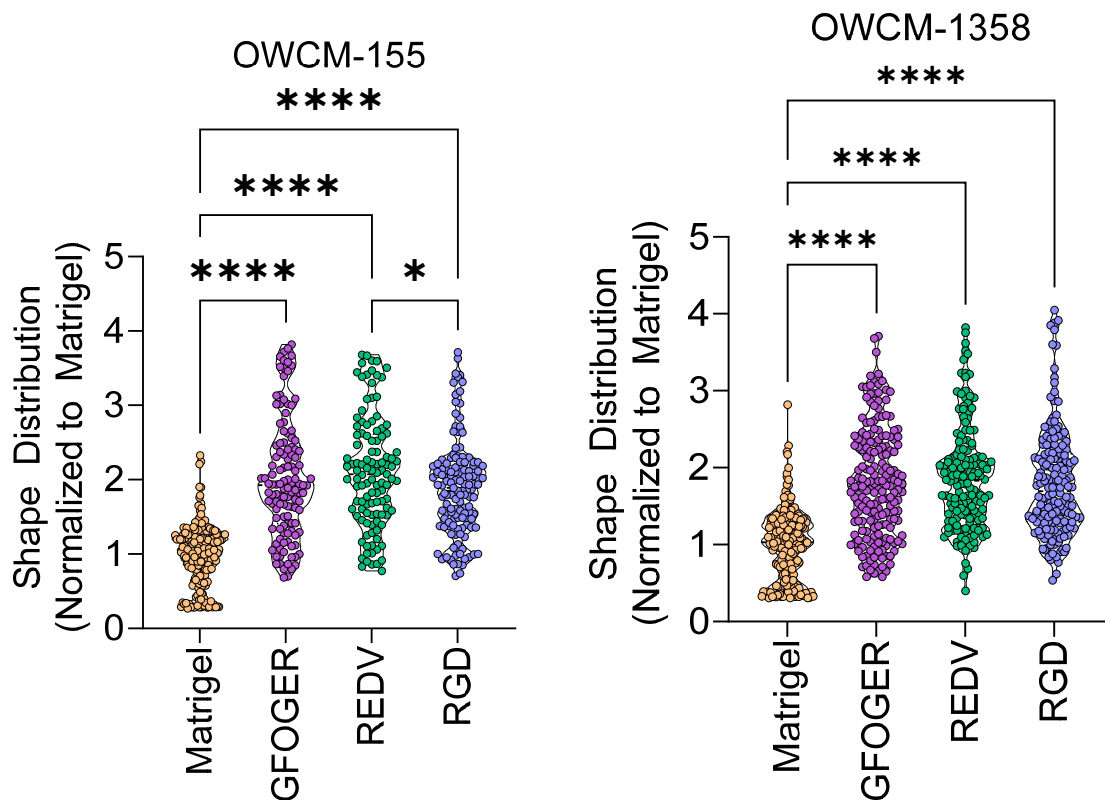 OWCM-155
****
****
**** *
Shape Distribution
(Normalized to Matrigel)
5
4
3
2
1
0
Matrigel
GFOGER
REDV
RGD
OWCM-1358
****
****
****
Shape Distribution
(Normalized to Matrigel)
5
4
3
2
1
0
Matrigel
GFOGER
REDV
RGD